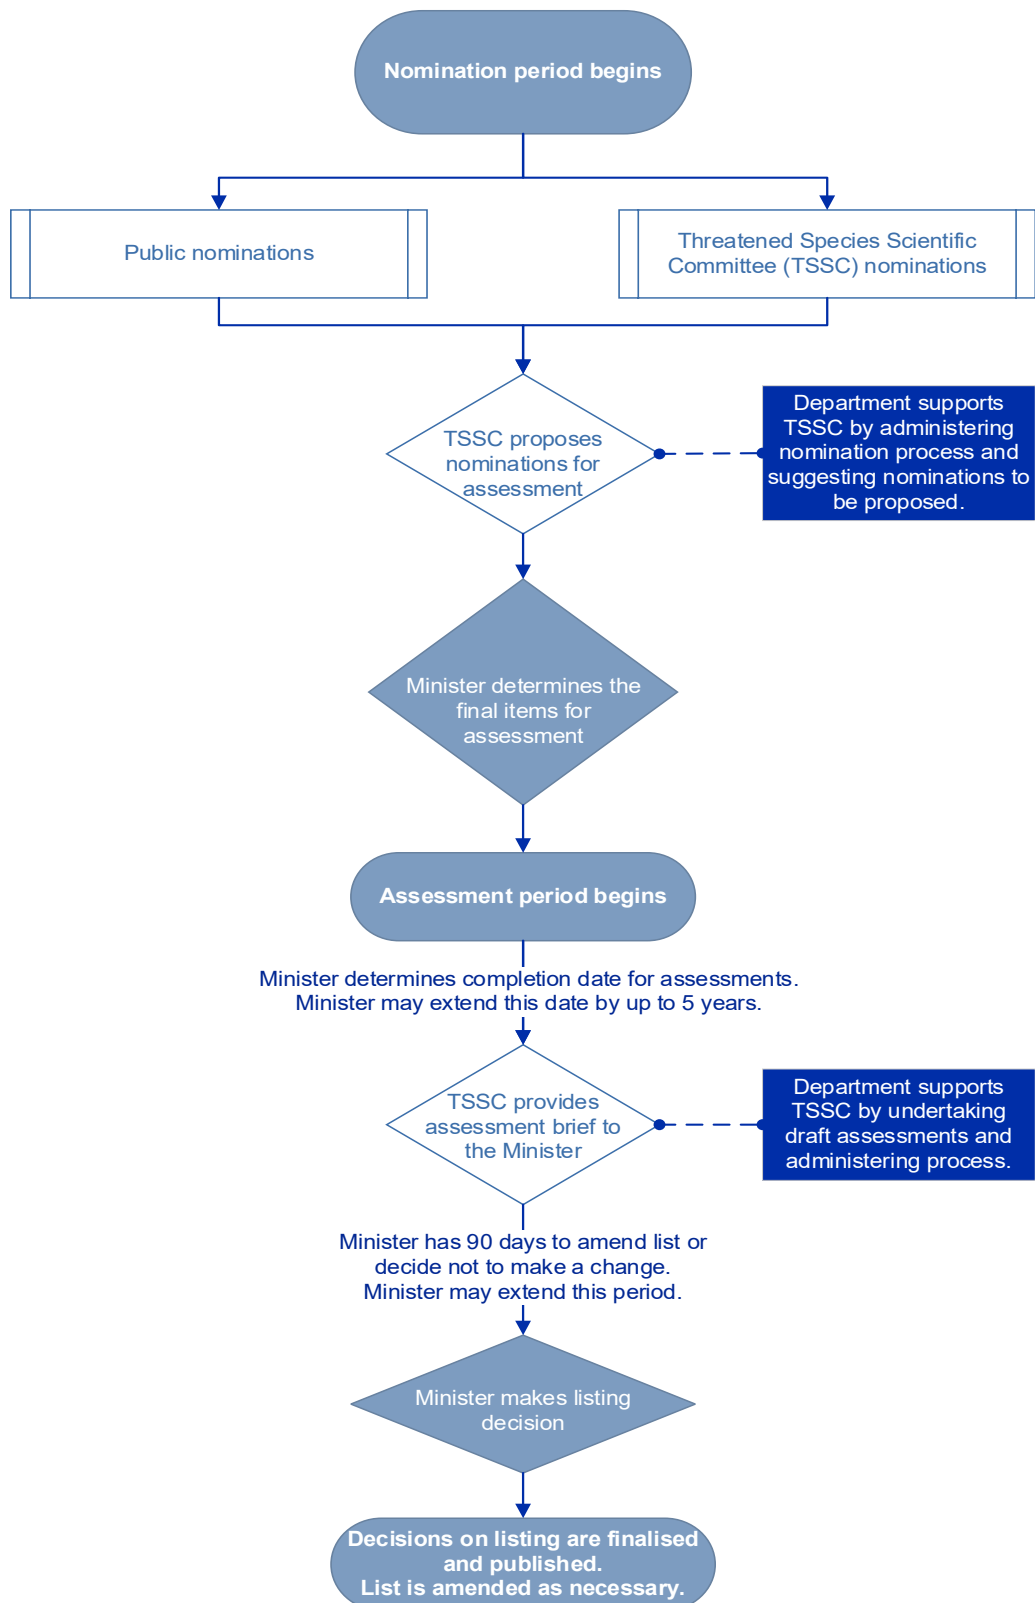 Nomination period begins
Public nominations
Threatened Species Scientific
Committee (TSSC) nominations
TSSC proposes
nominations for
assessment
Department supports
TSSC by administering
nomination process and
suggesting nominations to
be proposed.
Minister determines the
final items for
assessment
Assessment period begins
Minister determines completion date for assessments.
Minister may extend this date by up to 5 years.
TSSC provides
assessment brief to
the Minister
Department supports
TSSC by undertaking
draft assessments and
administering process.
Minister has 90 days to amend list or
decide not to make a change.
Minister may extend this period.
Minister makes listing
decision
Decisions on listing are finalised
and published.
List is amended as necessary.